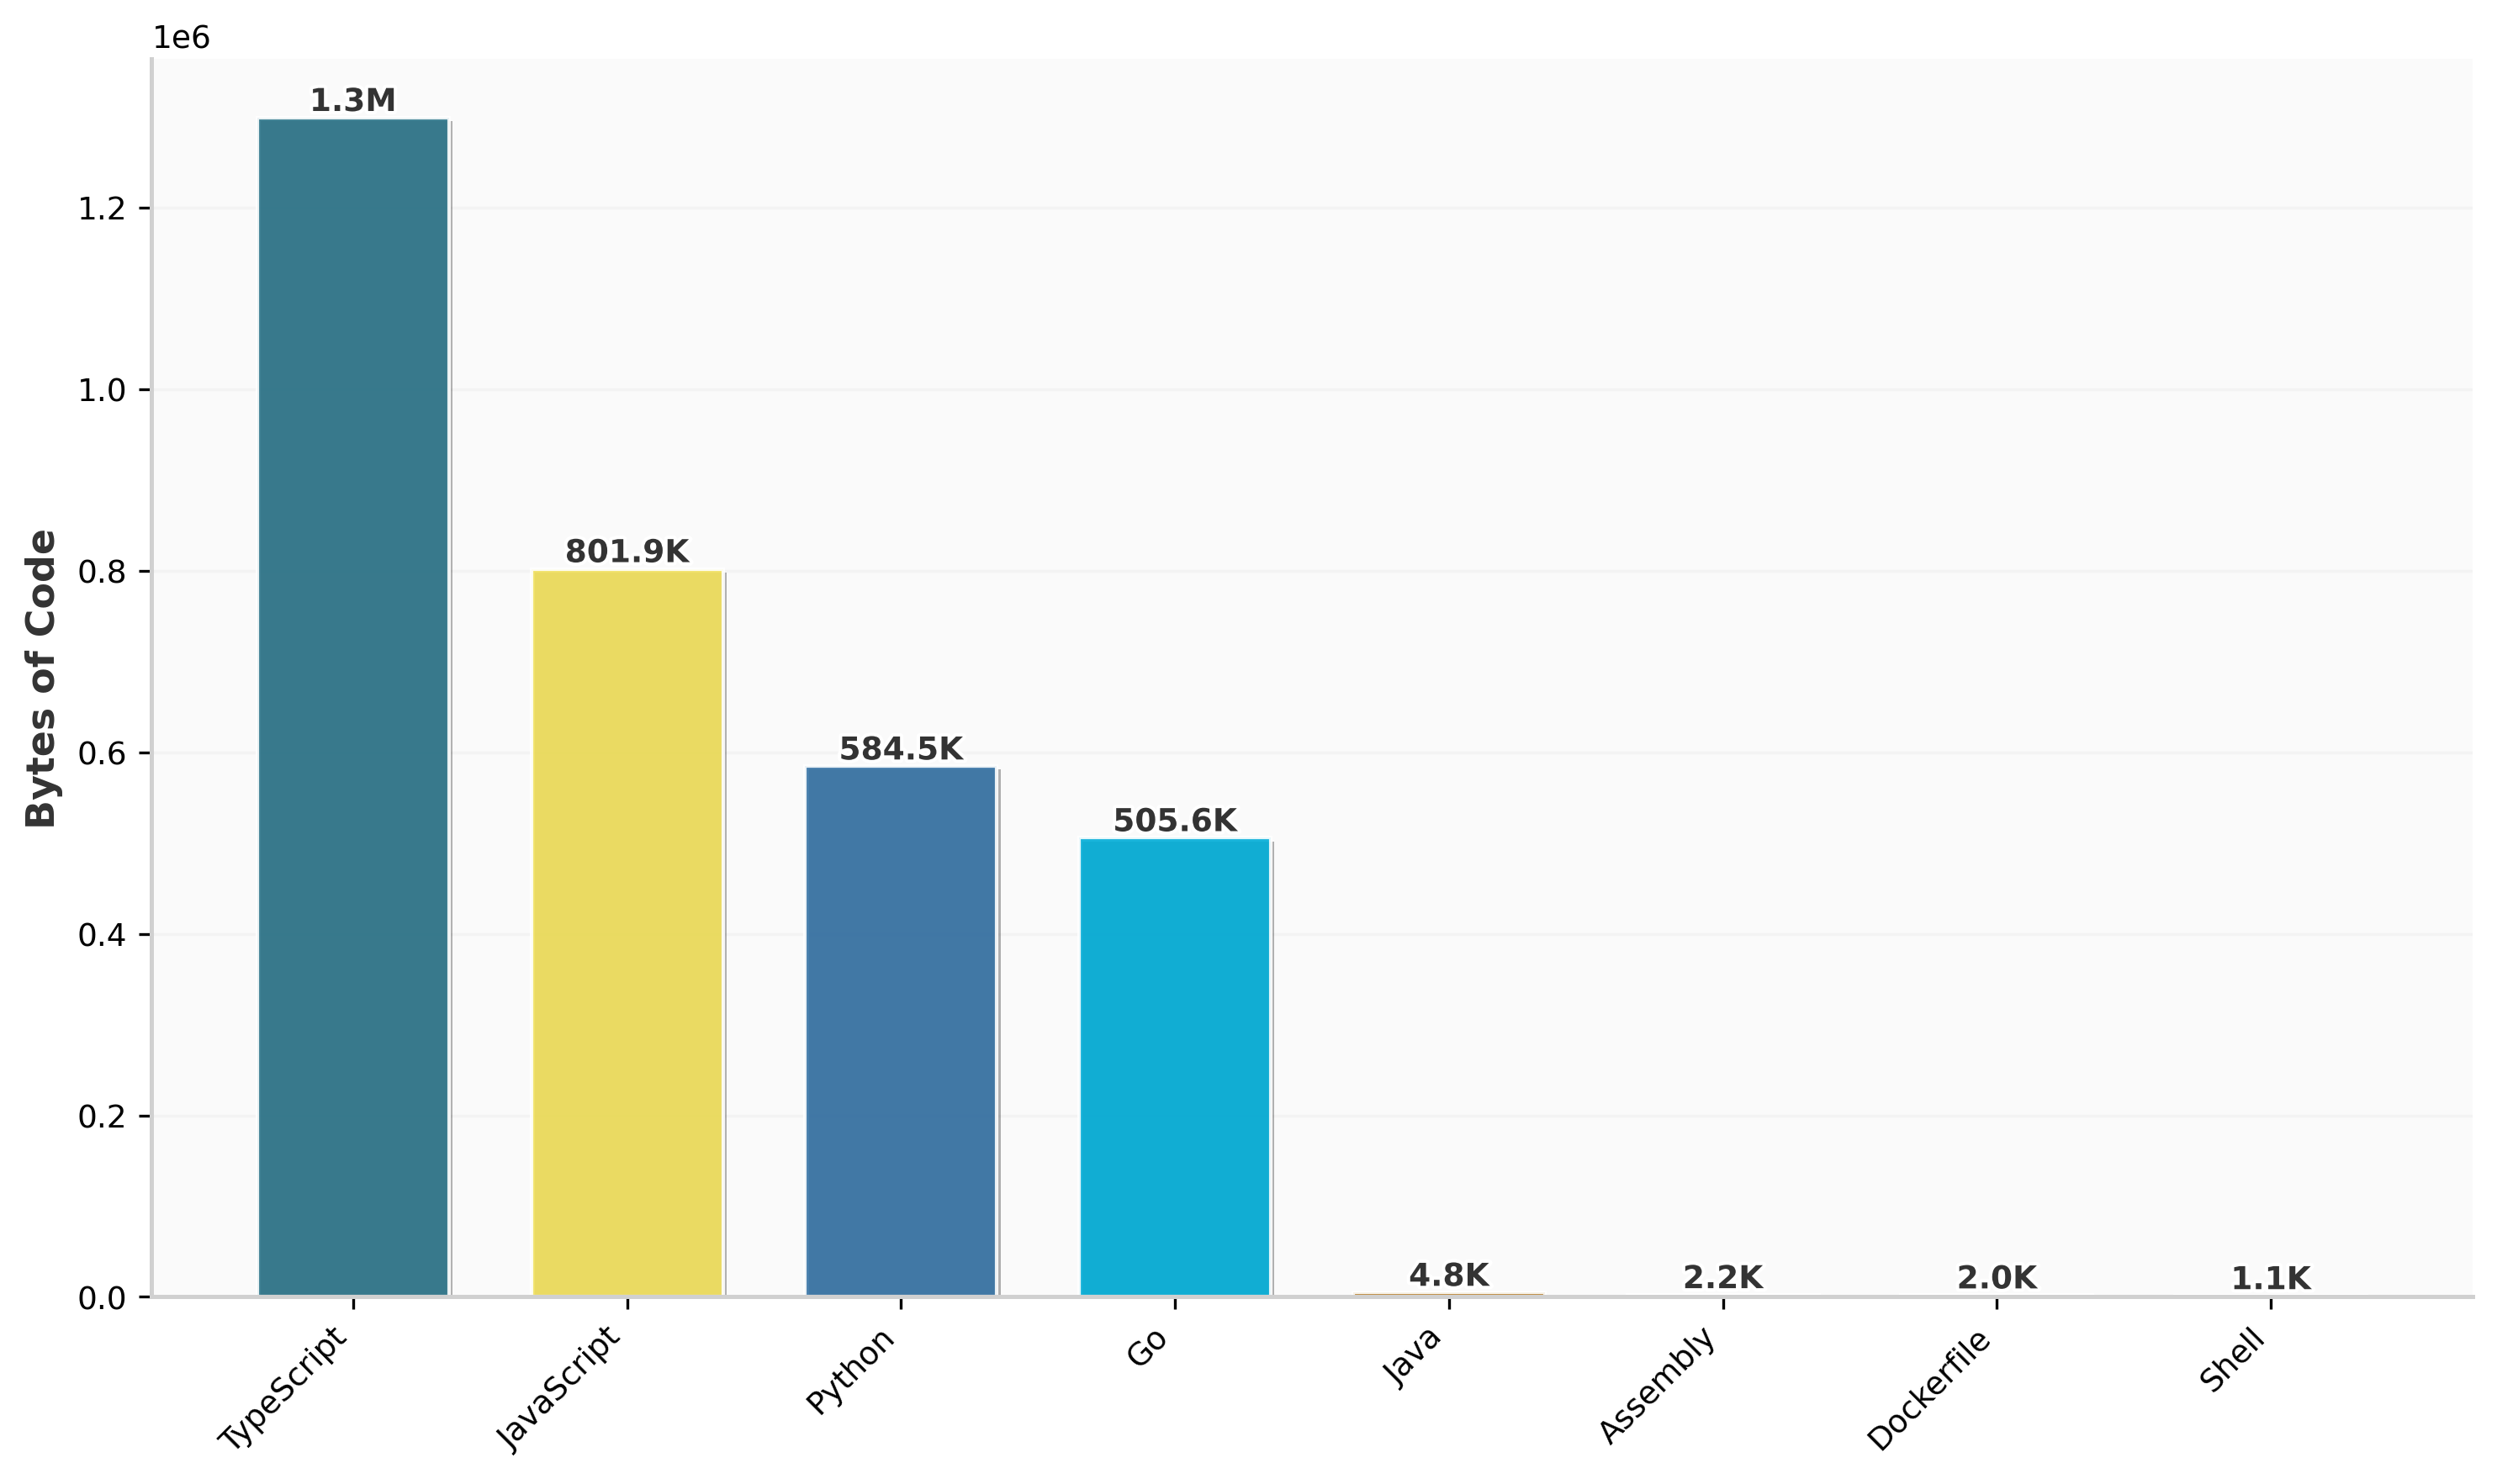 1e6
1.2
1.0
0.8
0.6
0.4
0.2
0.0
Bytes of Code
1.3M
801.9K
584.5K
505.6K
4.8K
2.2K
2.0K
1.1K
TypeScript
JavaScript
Python
Go
Java
Assembly
Dockerfile
Shell